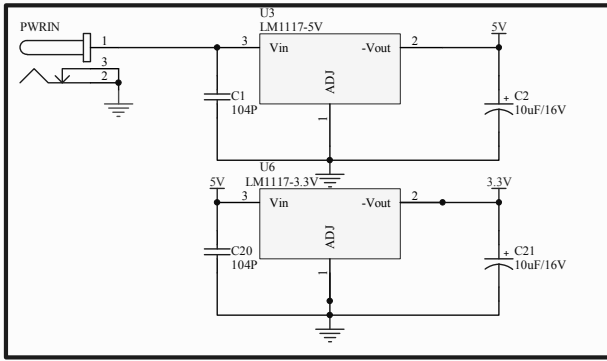 U3
PWRIN
LM1117-5V
5V
1
3
Vin
-Vout
2
3
2
ADJ
C1
104P
C2
+
10uF/16V
1
U6
5V
LM1117-3.3V
3.3V
3
Vin
-Vout
2
ADJ
C20
104P
C21
+
10uF/16V
1